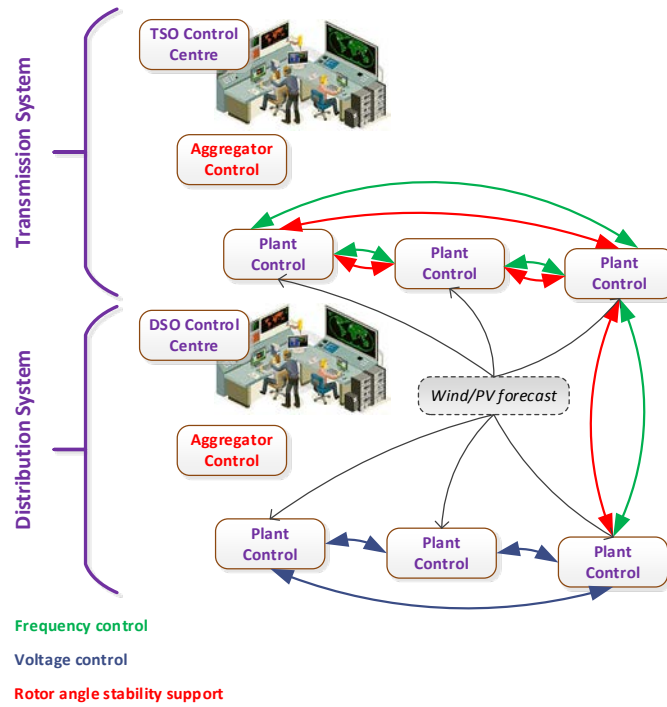 Transmission System
TSO Control
Centre
Aggregator
Control
Plant
Control
Plant
Control
Plant
Control
Distribution System
DSO Control
Centre
Wind/PV forecast
Aggregator
Control
Plant
Control
Plant
Control
Plant
Control
Frequency control
Voltage control
Rotor angle stability support